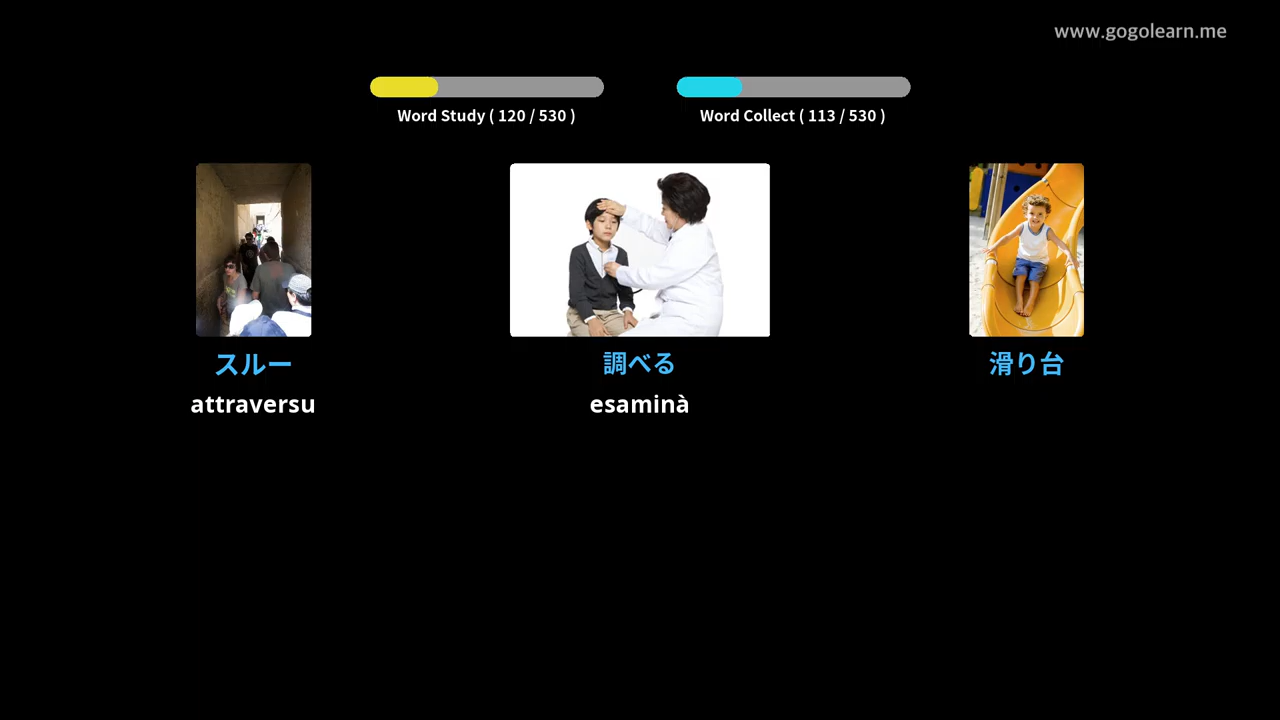 www.gogolearn.me
Word Study ( 120 / 530 )
Word Collect ( 113 / 530 )
スルー
調べる
滑り台
attraversu
esaminà